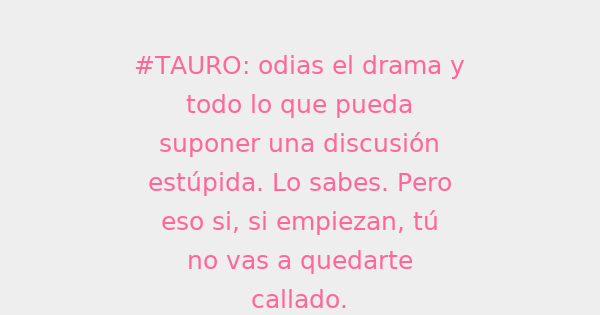 #TAURO: odias el drama y
todo lo que pueda
suponer una discusión
estúpida. Lo sabes. Pero
eso si, si empiezan, tú
no vas a quedarte
callado.